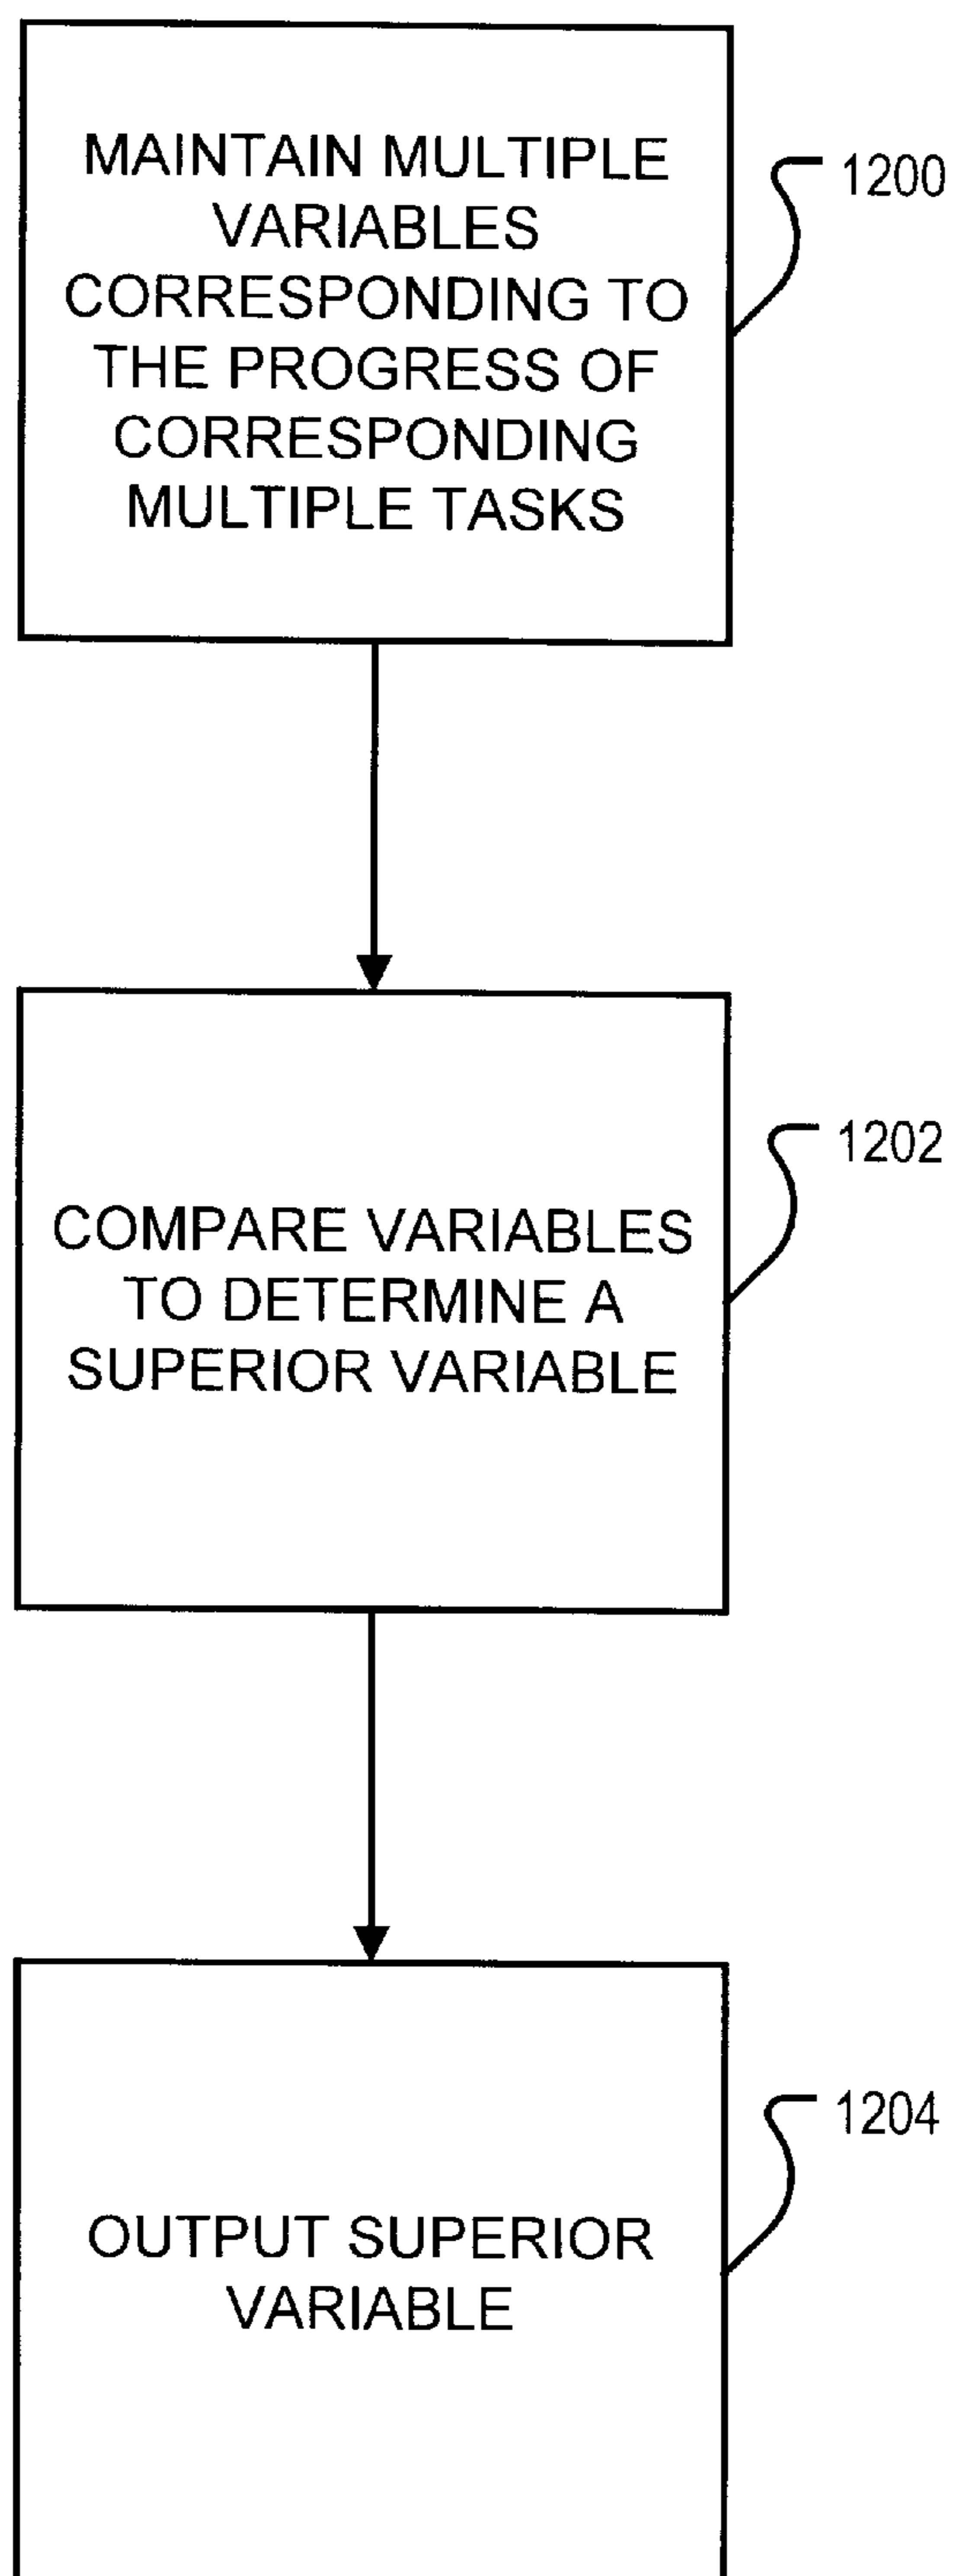 MAINTAIN MULTIPLE
VARIABLES
CORRESPONDING TO
THE PROGRESS OF
CORRESPONDING
MULTIPLE TASKS
1200
COMPARE VARIABLES
TO DETERMINE A
SUPERIOR VARIABLE
1202
OUTPUT SUPERIOR
VARIABLE
1204